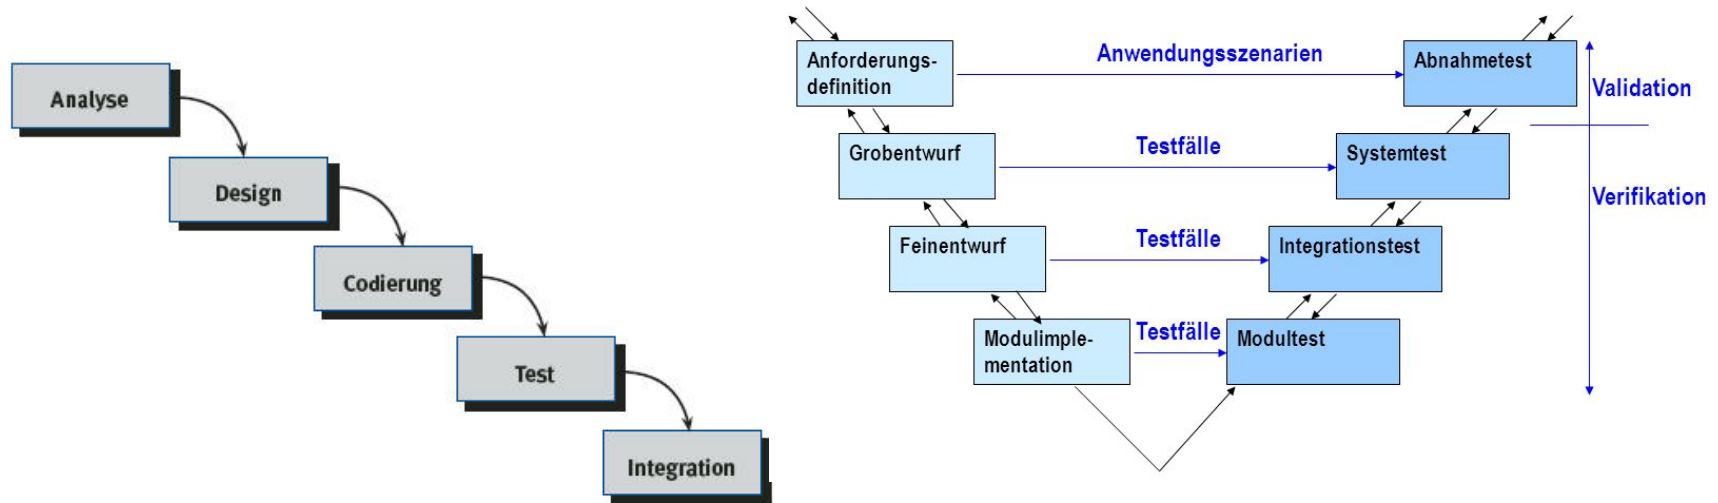 Analyse
Design
Codierung
Test
Integration
Anforderungs-
definition
Anwendungsszenarien
Abnahmetest
Validation
Grobentwurf
Testfälle
Systemtest
Verifikation
Feinentwurf
Testfälle
Integrationstest
Modulimple-
mentation
Testfälle
Modultest